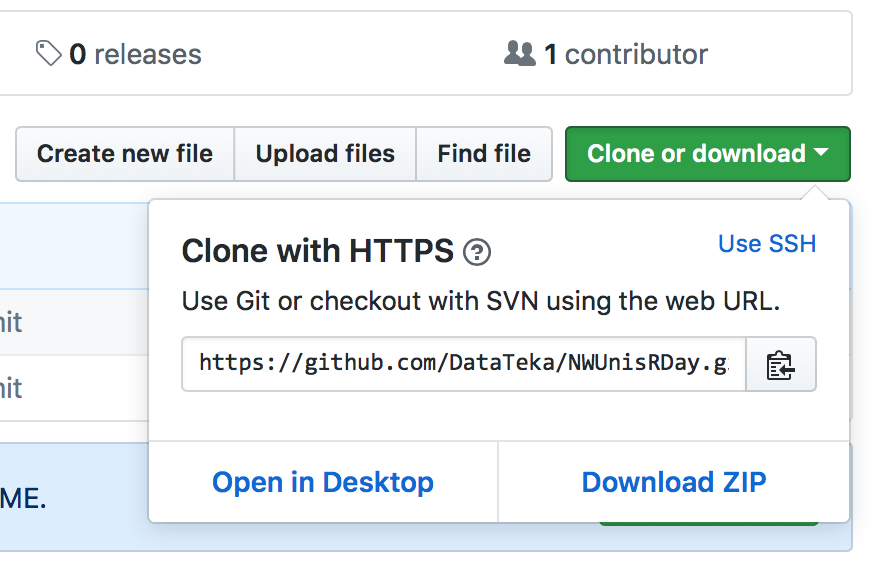 0 releases
1 contributor
Create new file
Upload files
Find file
Clone or download
Clone with HTTPS ?
Use SSH
Use Git or checkout with SVN using the web URL.
nit
https://github.com/DataTeka/NWUnisRDay.g
nit
Open in Desktop
Download ZIP
ME.